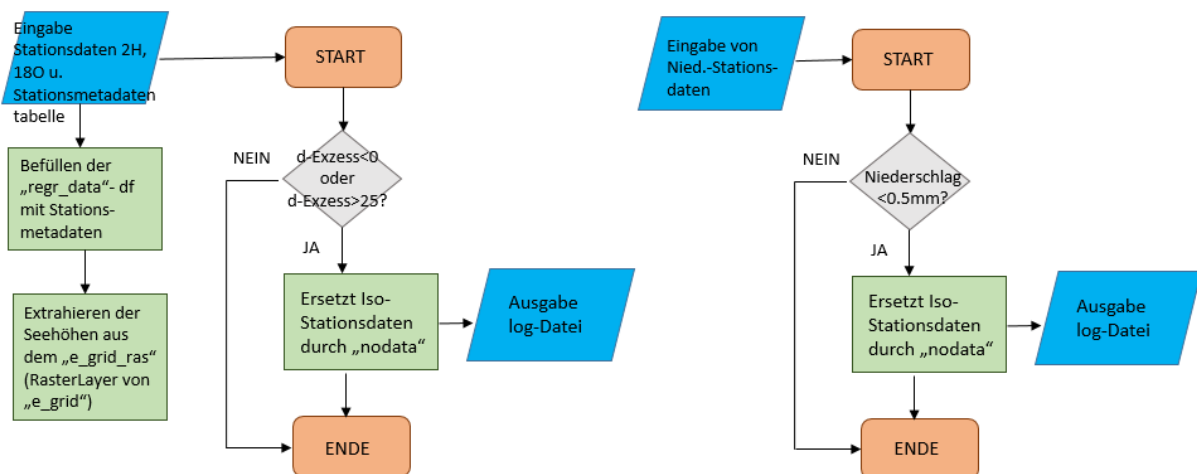 Eingabe
Stationsdaten 2H,
18O u.
Stationsmetadaten
tabelle
START
Befüllen der
„regr_data“- df
mit Stations-
metadaten
Extrahieren der
Seehöhen aus
dem „e_grid_ras“
(RasterLayer von
„e_grid“)
NEIN
d-Exzess<0
oder
d-Exzess>25?
JA
Ersetzt Iso-
Stationsdaten
durch „nodata“
Ausgabe
log-Datei
ENDE
Eingabe von
Nied.-Stations-
daten
START
NEIN
Niederschlag
<0.5mm?
JA
Ersetzt Iso-
Stationsdaten
durch „nodata“
Ausgabe
log-Datei
ENDE